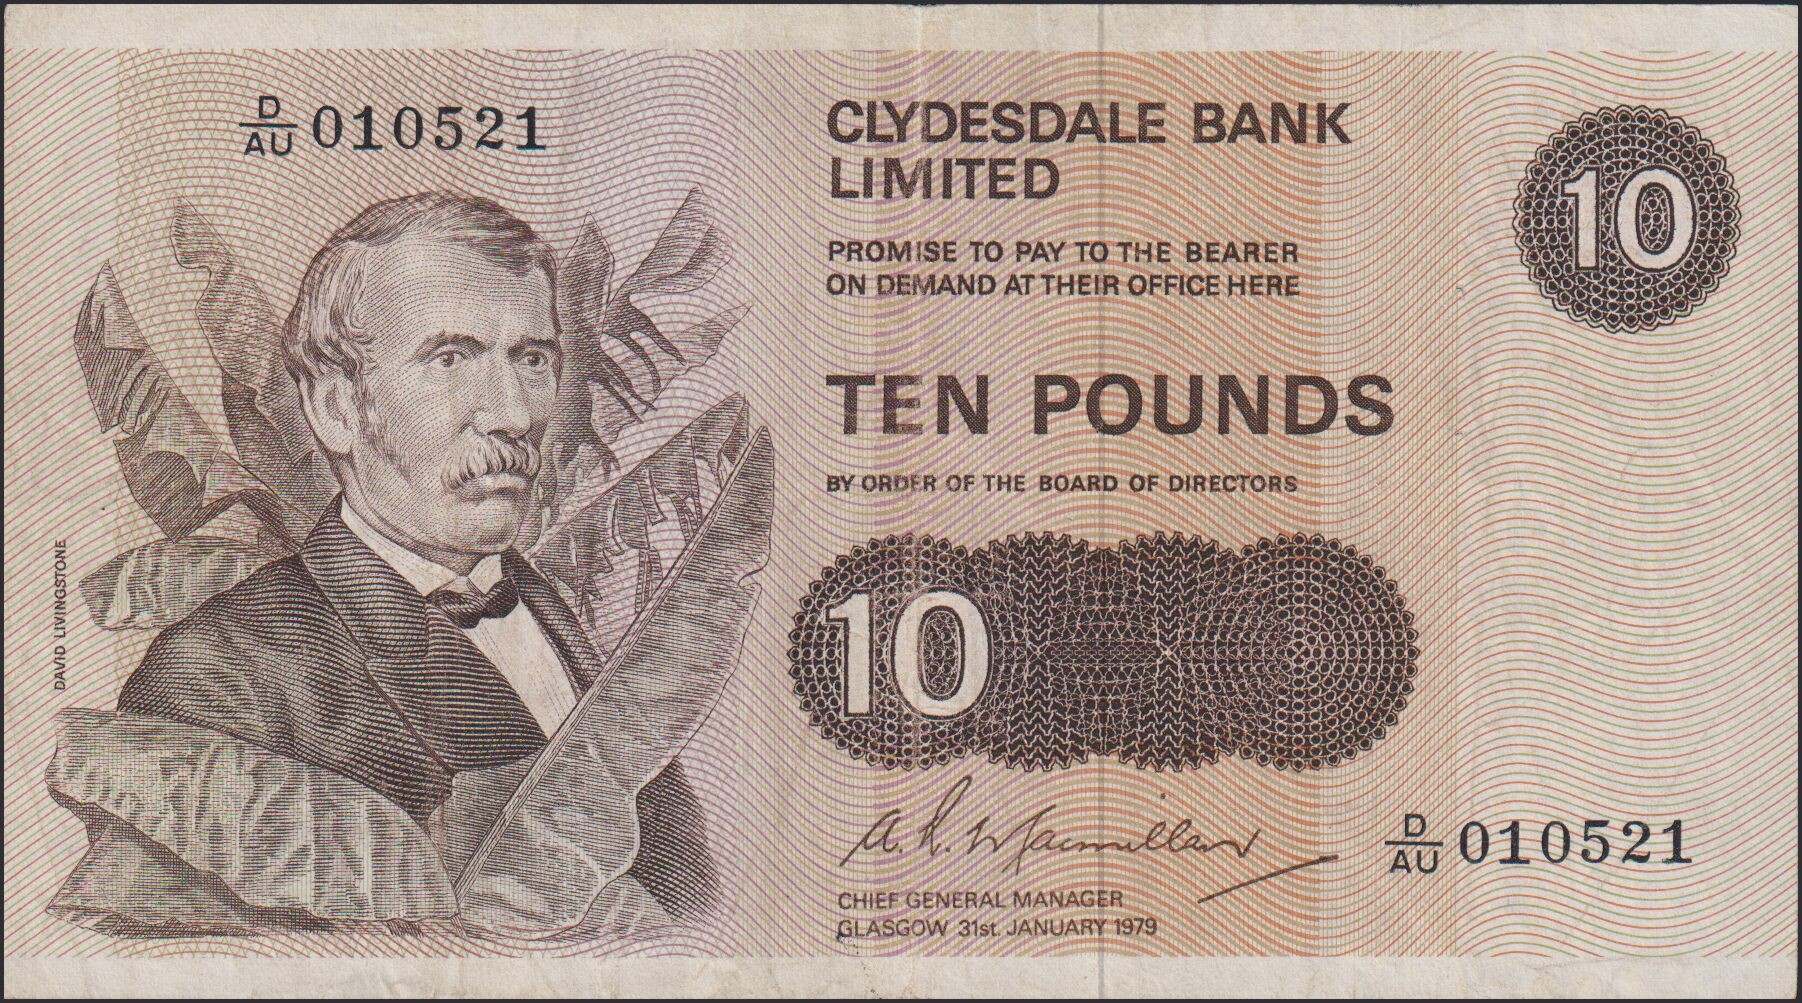 D/AU 010521
CLYDESDALE BANK
LIMITED
10
PROMISE TO PAY TO THE BEARER
ON DEMAND AT THEIR OFFICE HERE
TEN POUNDS
BY ORDER OF THE BOARD OF DIRECTORS
DAVID LIVINGSTONE
10
A. R. Macmillan
D/AU 010521
CHIEF GENERAL MANAGER
GLASGOW 31st. JANUARY 1979